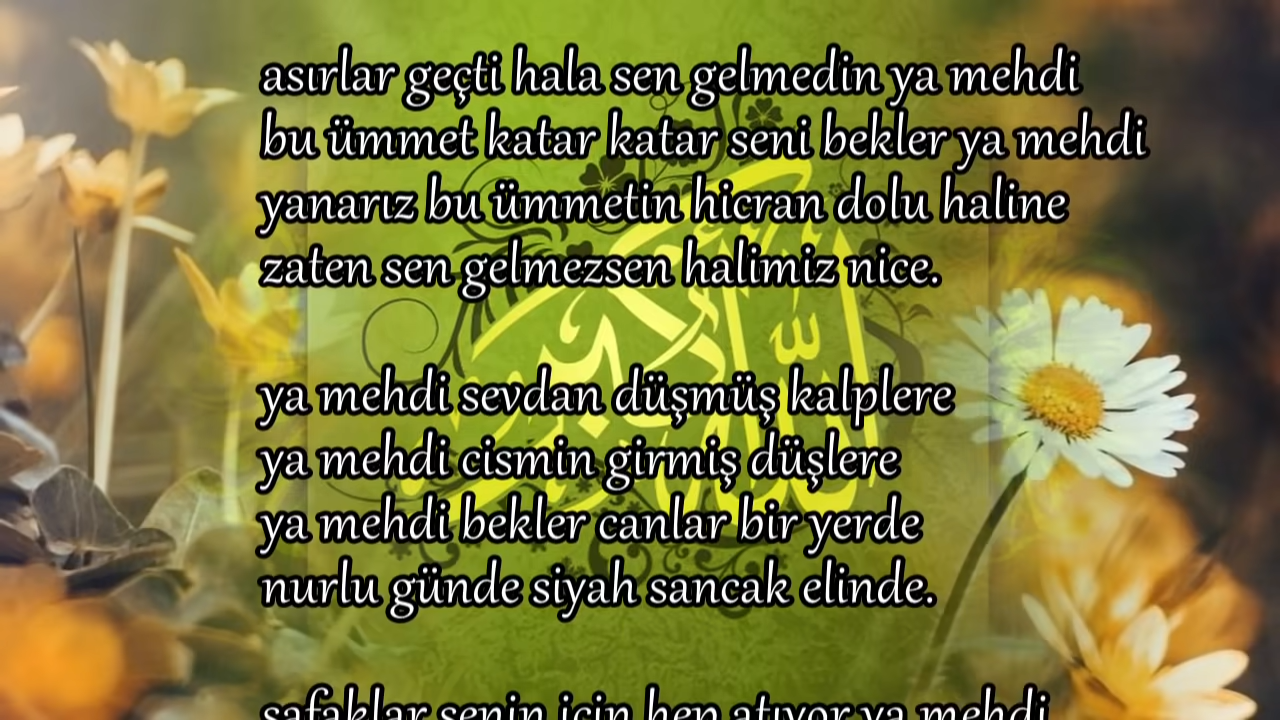 asırlar geçti hala sen gelmedin ya mehdi
bu ümmet katar katar seni bekler ya mehdi
yanarız bu ümmetin hicran dolu haline
zaten sen gelmezsen halimiz nice.
ya mehdi sevdan düşmüş kalplere
ya mehdi cismin girmiş düşlere
ya mehdi bekler canlar bir yerde
nurlu günde siyah sancak elinde.
şafaklar senin için hep atıyor ya mehdi
الله أكبر